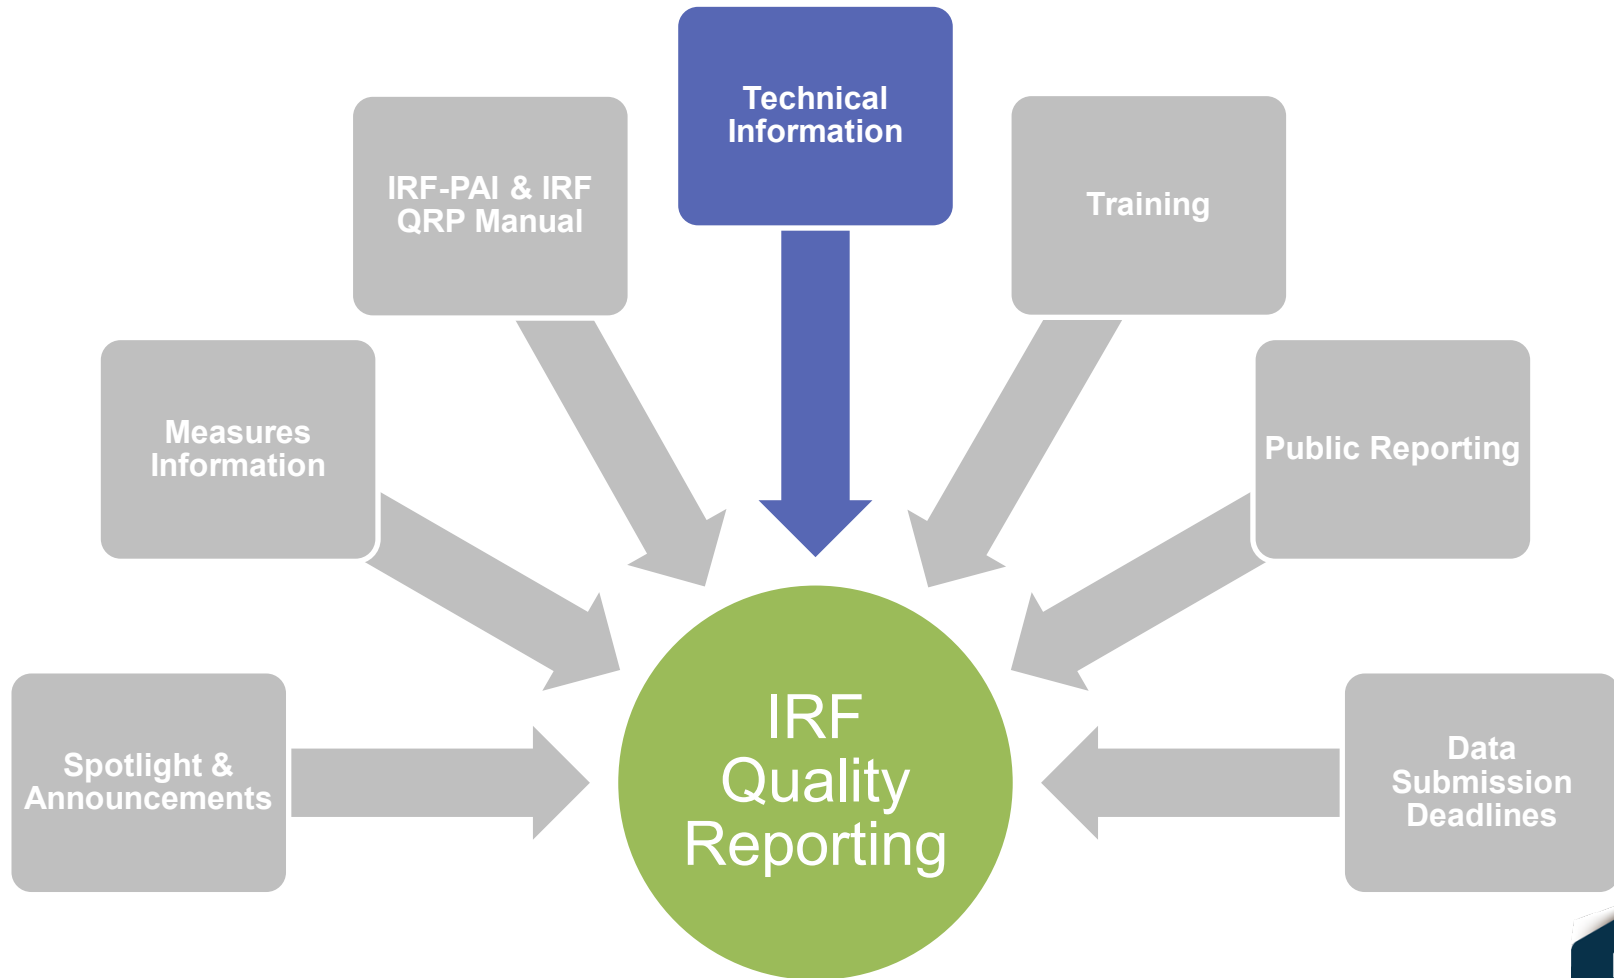 Technical
Information
IRF-PAI & IRF
QRP Manual
Training
Measures
Information
Public Reporting
Spotlight &
Announcements
IRF
Quality
Reporting
Data
Submission
Deadlines